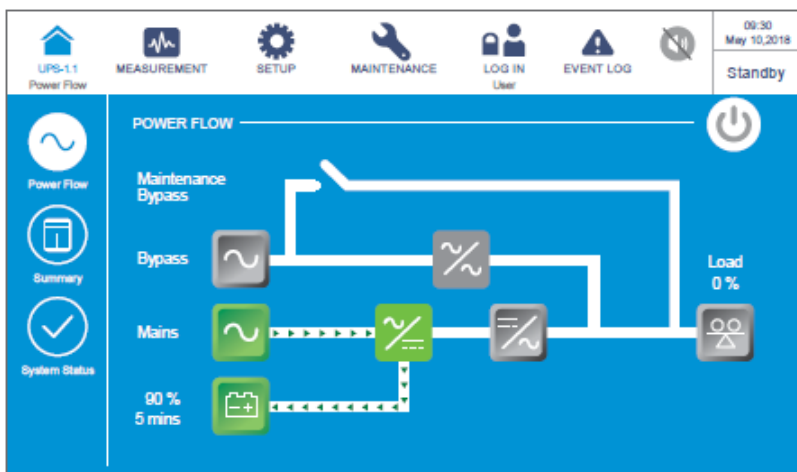 09:30
May 10,2018
UPS-1.1
Power Flow
MEASUREMENT
SETUP
MAINTENANCE
LOG IN
User
EVENT LOG
Standby
POWER FLOW
Power Flow
Maintenance
Bypass
Bypass
Summary
Load
0 %
Mains
System Status
90 %
5 mins